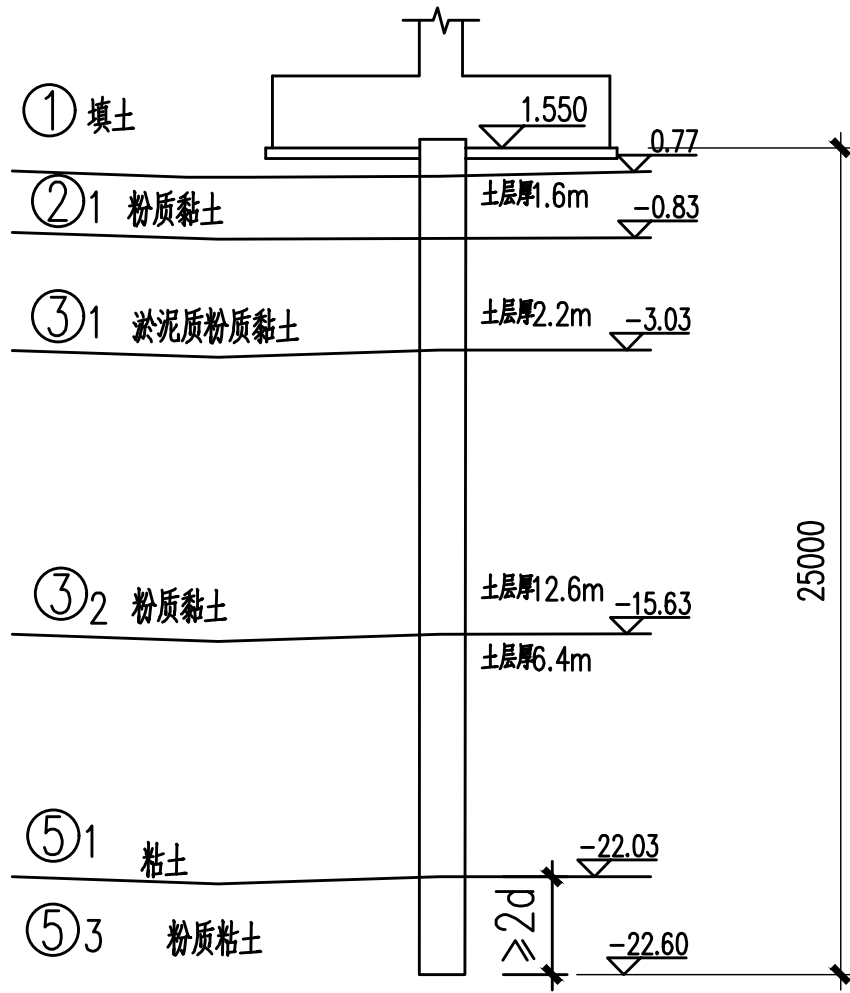 ① 填土
1.550
0.77
②1 粉质黏土
土层厚1.6m
-0.83
③1 淤泥质粉质黏土
土层厚2.2m
-3.03
25000
③2 粉质黏土
土层厚12.6m
-15.63
土层厚6.4m
⑤1 粘土
-22.03
≥2d
⑤3 粉质粘土
-22.60